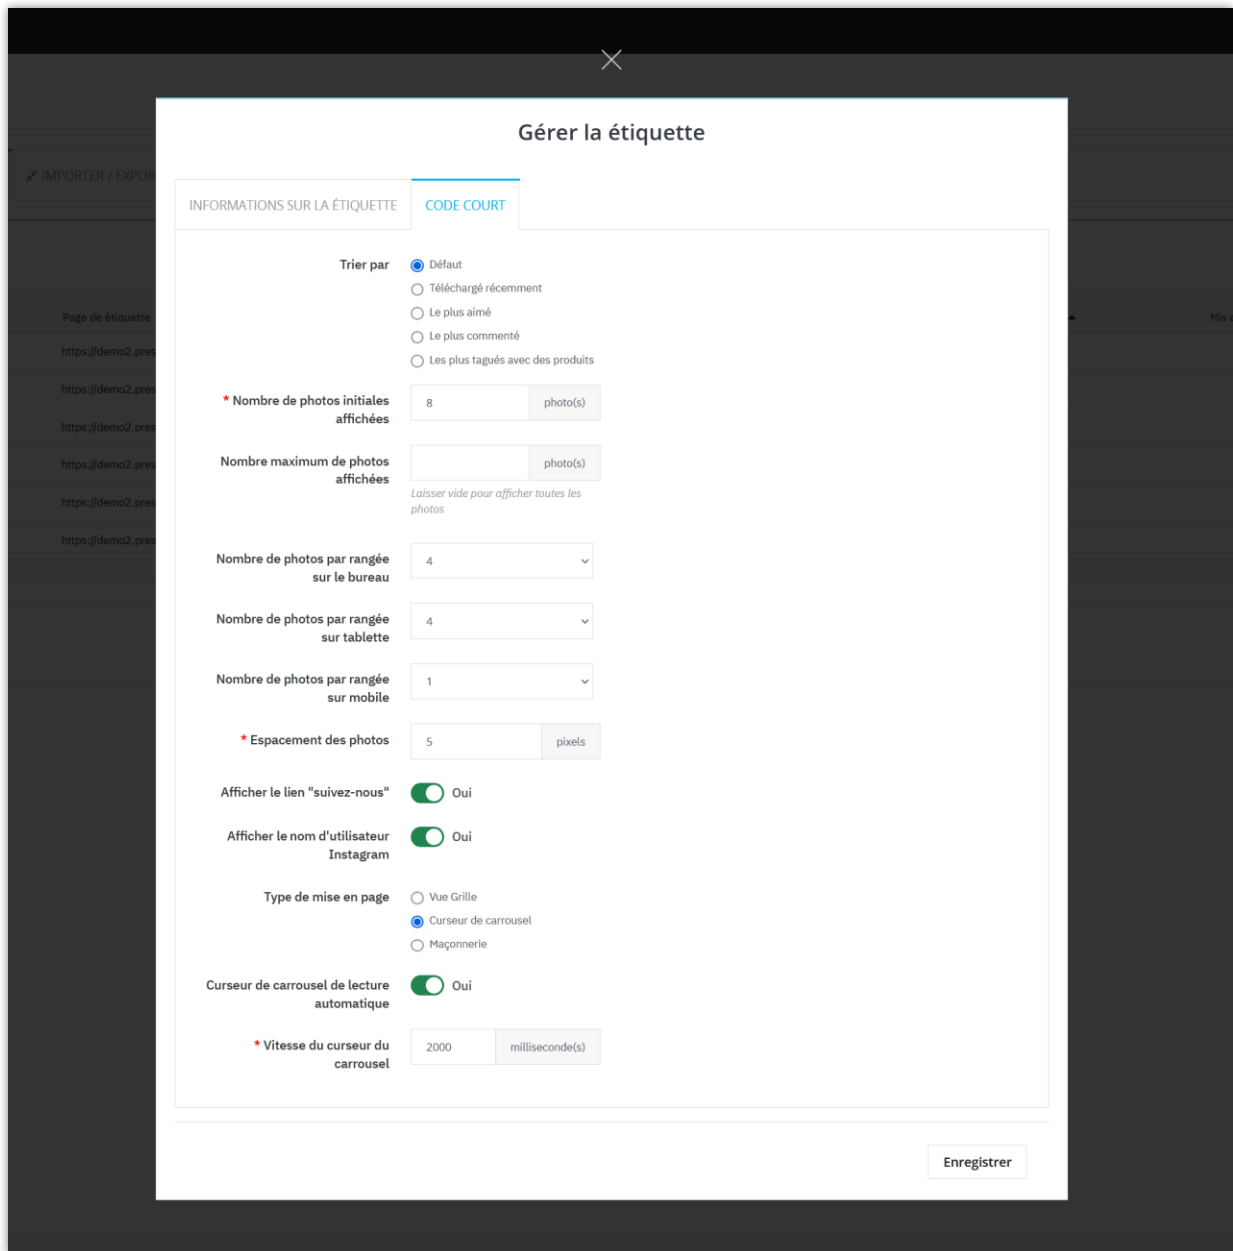 Gérer la étiquette
IMPORTER / EXPOR
INFORMATIONS SUR LA ÉTIQUETTE
CODE COURT
Trier par
Défaut
Téléchargé récemment
Le plus aimé
Le plus commenté
Les plus tagués avec des produits
Page de étiquette
Mis e
https://demo2.pres
https://demo2.pres
https://demo2.pres
https://demo2.pres
https://demo2.pres
https://demo2.pres
* Nombre de photos initiales
affichées
8
photo(s)
Nombre maximum de photos
affichées
photo(s)
Laisser vide pour afficher toutes les
photos
Nombre de photos par rangée
sur le bureau
4
Nombre de photos par rangée
sur tablette
4
Nombre de photos par rangée
sur mobile
1
* Espacement des photos
5
pixels
Afficher le lien "suivez-nous"
Oui
Afficher le nom d'utilisateur
Instagram
Oui
Type de mise en page
Vue Grille
Curseur de carrousel
Maçonnerie
Curseur de carrousel de lecture
automatique
Oui
* Vitesse du curseur du
carrousel
2000
milliseconde(s)
Enregistrer